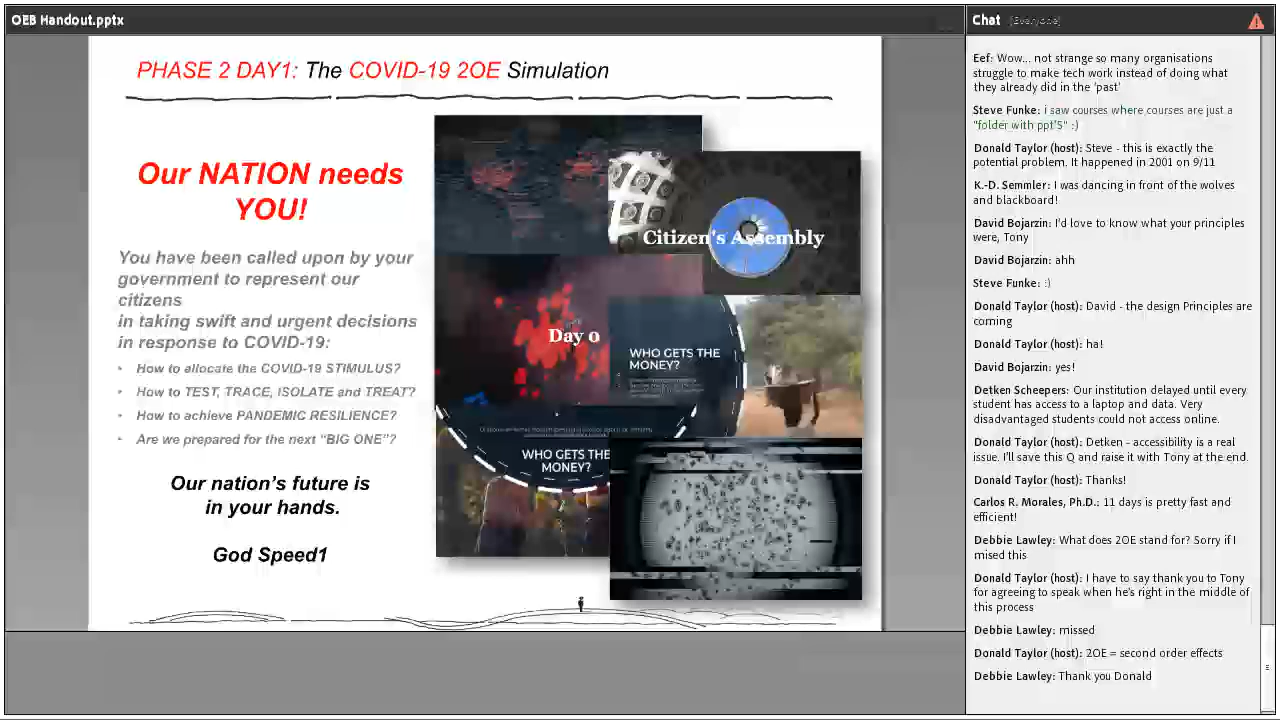 OEB Handout.pptx
PHASE 2 DAY1: The COVID-19 2OE Simulation
Our NATION needs
YOU!
You have been called upon by your
government to represent our
citizens
in taking swift and urgent decisions
in response to COVID-19:
• How to allocate the COVID-19 STIMULUS?
• How to TEST, TRACE, ISOLATE and TREAT?
• How to achieve PANDEMIC RESILIENCE?
• Are we prepared for the next "BIG ONE"?
Our nation's future is
in your hands.
God Speed1
Citizen's Assembly
Day 0
WHO GETS THE
MONEY?
WHO GETS THE
MONEY?
Chat (Everyone)
Eef: Wow... not strange so many organisations
struggle to make tech work instead of doing what
they already did in the 'past'
Steve Funke: i saw courses where courses are just a
"folder with ppt'S" :)
Donald Taylor (host): Steve - this is exactly the
potential problem. It happened in 2001 on 9/11
K.-D. Semmler: I was dancing in front of the wolves
and blackboard!
David Bojarzin: I'd love to know what your principles
were, Tony
David Bojarzin: ahh
Steve Funke: :)
Donald Taylor (host): David - the design Principles are
coming
Donald Taylor (host): ha!
David Bojarzin: yes!
Detken Scheepers: Our institution delayed until every
student has access to a laptop and data. Very
disadvantaged students could not access online.
Donald Taylor (host): Detken - accessibility is a real
issue. I'll save this Q and raise it with Tony at the end.
Donald Taylor (host): Thanks!
Carlos R. Morales, Ph.D.: 11 days is pretty fast and
efficient!
Debbie Lawley: What does 2OE stand for? Sorry if I
mised this
Donald Taylor (host): I have to say thank you to Tony
for agreeing to speak when he's right in the middle of
this process
Debbie Lawley: missed
Donald Taylor (host): 2OE = second order effects
Debbie Lawley: Thank you Donald